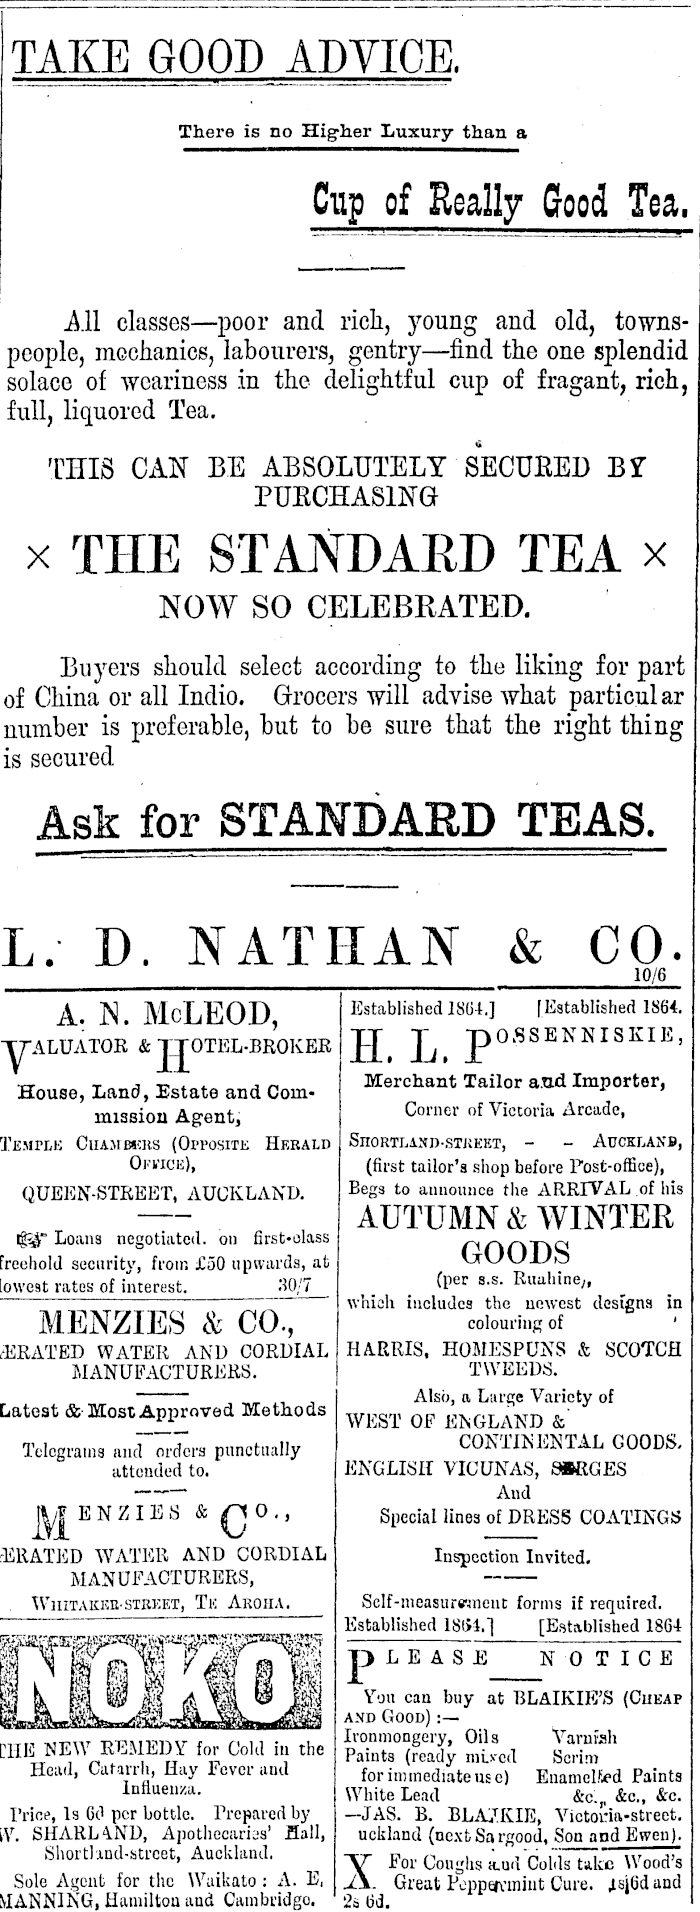 TAKE GOOD ADVICE.
There is no Higher Luxury than a
Cup of Really Good Tea.
All classes—poor and rich, young and old, towns-
people, mechanics, labourers, gentry—find the one splendid
solace of weariness in the delightful cup of fragant, rich,
full, liquored Tea.
THIS CAN BE ABSOLUTELY SECURED BY
PURCHASING
× THE STANDARD TEA ×
NOW SO CELEBRATED.
Buyers should select according to the liking for part
of China or all Indio. Grocers will advise what particular
number is preferable, but to be sure that the right thing
is secured
Ask for STANDARD TEAS.
L. D. NATHAN & CO.
10/6
A. N. McLEOD,
VALUATOR & HOTEL-BROKER
House, Land, Estate and Com-
mission Agent,
TEMPLE CHAMBERS (OPPOSITE HERALD
OFFICE),
QUEEN-STREET, AUCKLAND.
☞ Loans negotiated. on first-class
freehold security, from £50 upwards, at
lowest rates of interest. 30/7
MENZIES & CO.,
ÆRATED WATER AND CORDIAL
MANUFACTURERS.
Latest & Most Approved Methods
Telegrams and orders punctually
attended to.
MENZIES & CO.,
ÆRATED WATER AND CORDIAL
MANUFACTURERS,
WHITAKER-STREET, TE AROHA.
NOKO
THE NEW REMEDY for Cold in the
Head, Catarrh, Hay Fever and
Influenza.
Price, 1s 6d per bottle. Prepared by
W. SHARLAND, Apothecaries' Hall,
Shortland-street, Auckland.
Sole Agent for the Waikato: A. E.
MANNING, Hamilton and Cambridge.
Established 1864.] [Established 1864.
H. L. POSSENNISKIE,
Merchant Tailor and Importer,
Corner of Victoria Arcade,
SHORTLAND-STREET, - - AUCKLAND,
(first tailor's shop before Post-office),
Begs to announce the ARRIVAL of his
AUTUMN & WINTER
GOODS
(per s.s. Ruahine,,
which includes the newest designs in
colouring of
HARRIS, HOMESPUNS & SCOTCH
TWEEDS.
Also, a Large Variety of
WEST OF ENGLAND &
CONTINENTAL GOODS.
ENGLISH VICUNAS, SERGES
And
Special lines of DRESS COATINGS
Inspection Invited.
Self-measurement forms if required.
Established 1864.] [Established 1864
PLEASE NOTICE
You can buy at BLAIKIE'S (CHEAP
AND GOOD) :—
Ironmongery, Oils Varnish
Paints (ready mixed Scrim
for immediate use) Enamelled Paints
White Lead &c., &c., &c.
—JAS. B. BLAIKIE, Victoria-street.
uckland (next Sargood, Son and Ewen).
X For Coughs and Colds take Wood's
Great Peppermint Cure. 1s6d and
2s 6d.